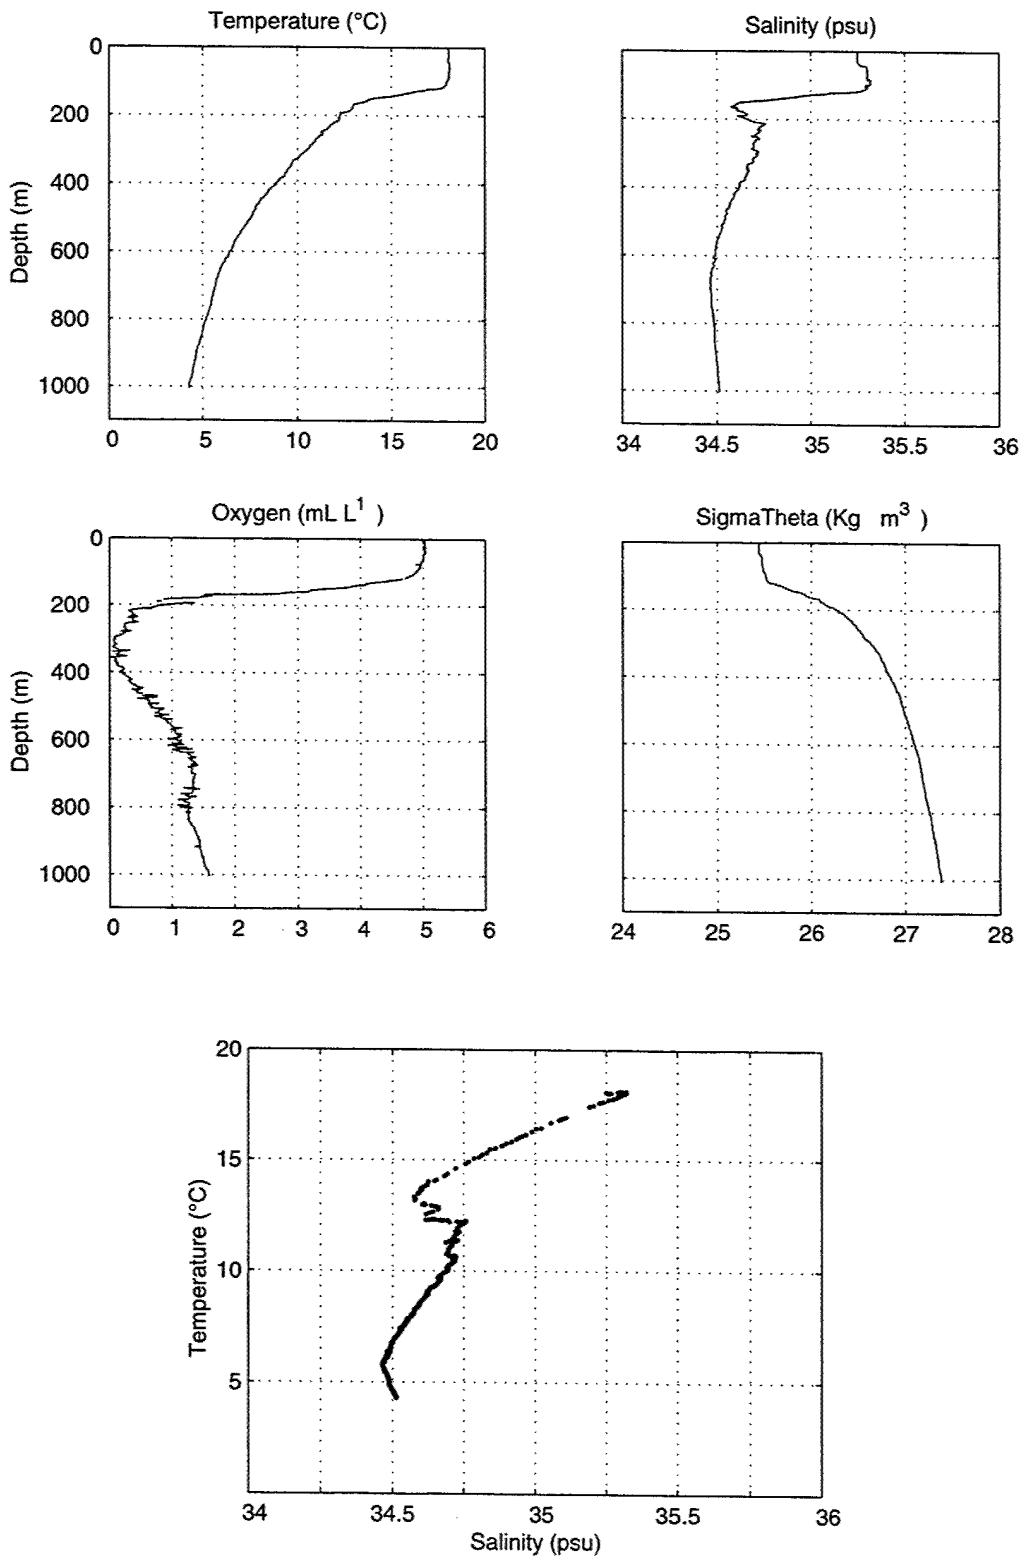 Temperature (°C)
Salinity (psu)
0
200
400
600
800
1000
Depth (m)
0 5 10 15 20
34 34.5 35 35.5 36
Oxygen (mL L1 )
SigmaTheta (Kg m3 )
0
200
400
600
800
1000
Depth (m)
0 1 2 3 4 5 6
24 25 26 27 28
20
15
10
5
Temperature (°C)
34 34.5 35 35.5 36
Salinity (psu)